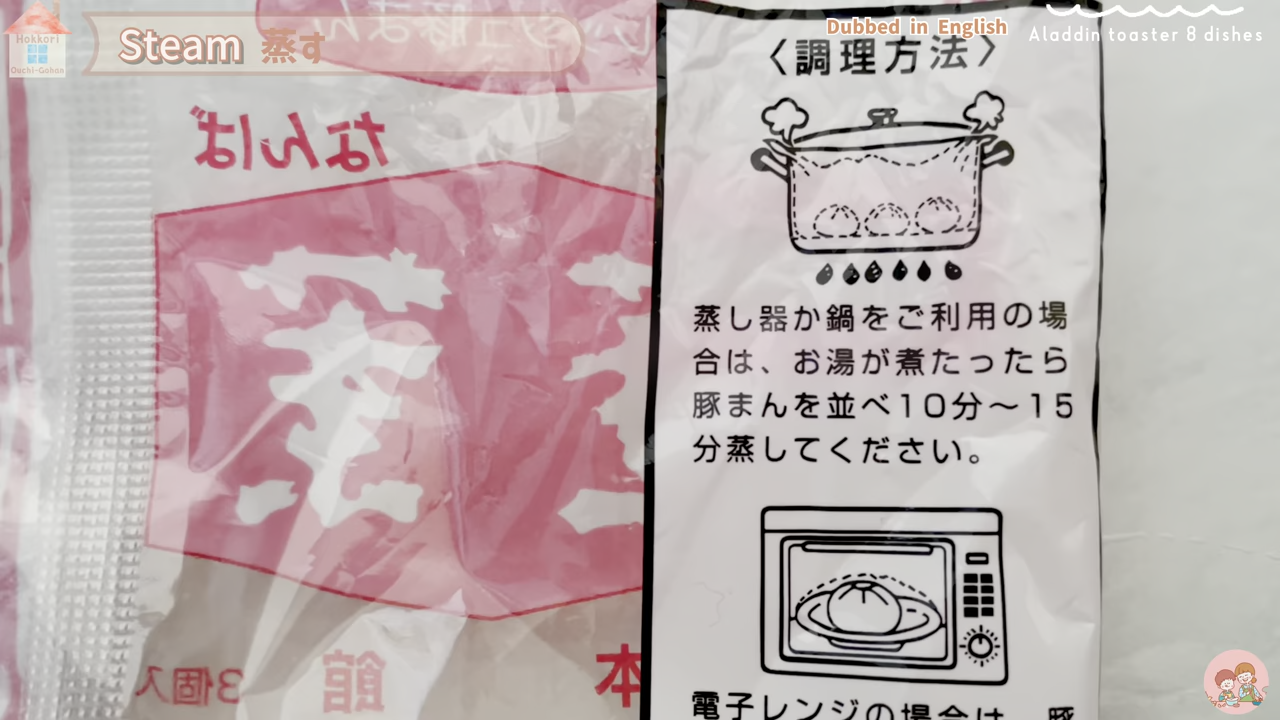 Hokkori
Ouchi-Gohan
Steam 蒸す
Dubbed in English
Aladdin toaster 8 dishes
なんば
本
館
3個入
〈調理方法〉
蒸し器か鍋をご利用の場
合は、お湯が煮たったら
豚まんを並べ10分〜15
分蒸してください。
電子レンジの場合は、豚